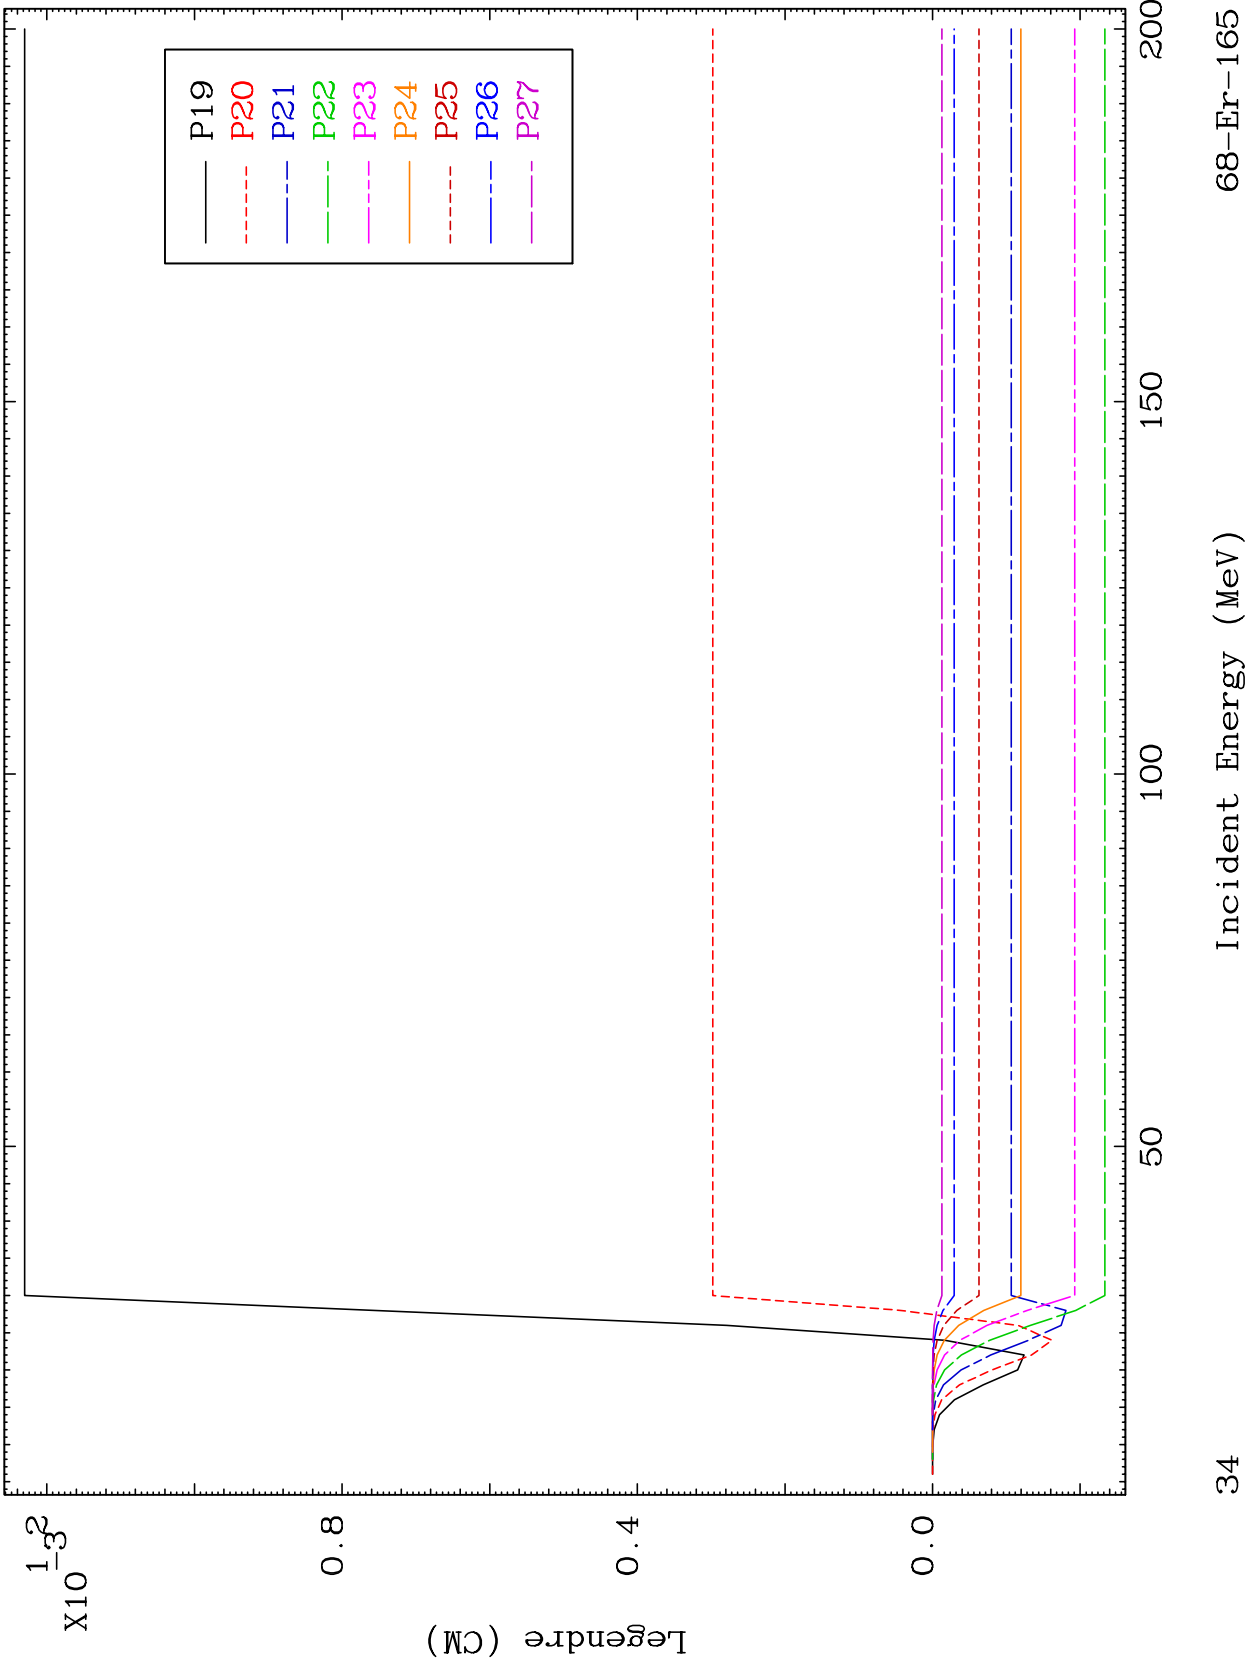 X10
-3
1.2
0.8
0.4
0.0
Legendre (CM)
P19
P20
P21
P22
P23
P24
P25
P26
P27
50
100
150
200
Incident Energy (MeV)
34
68-Er-165